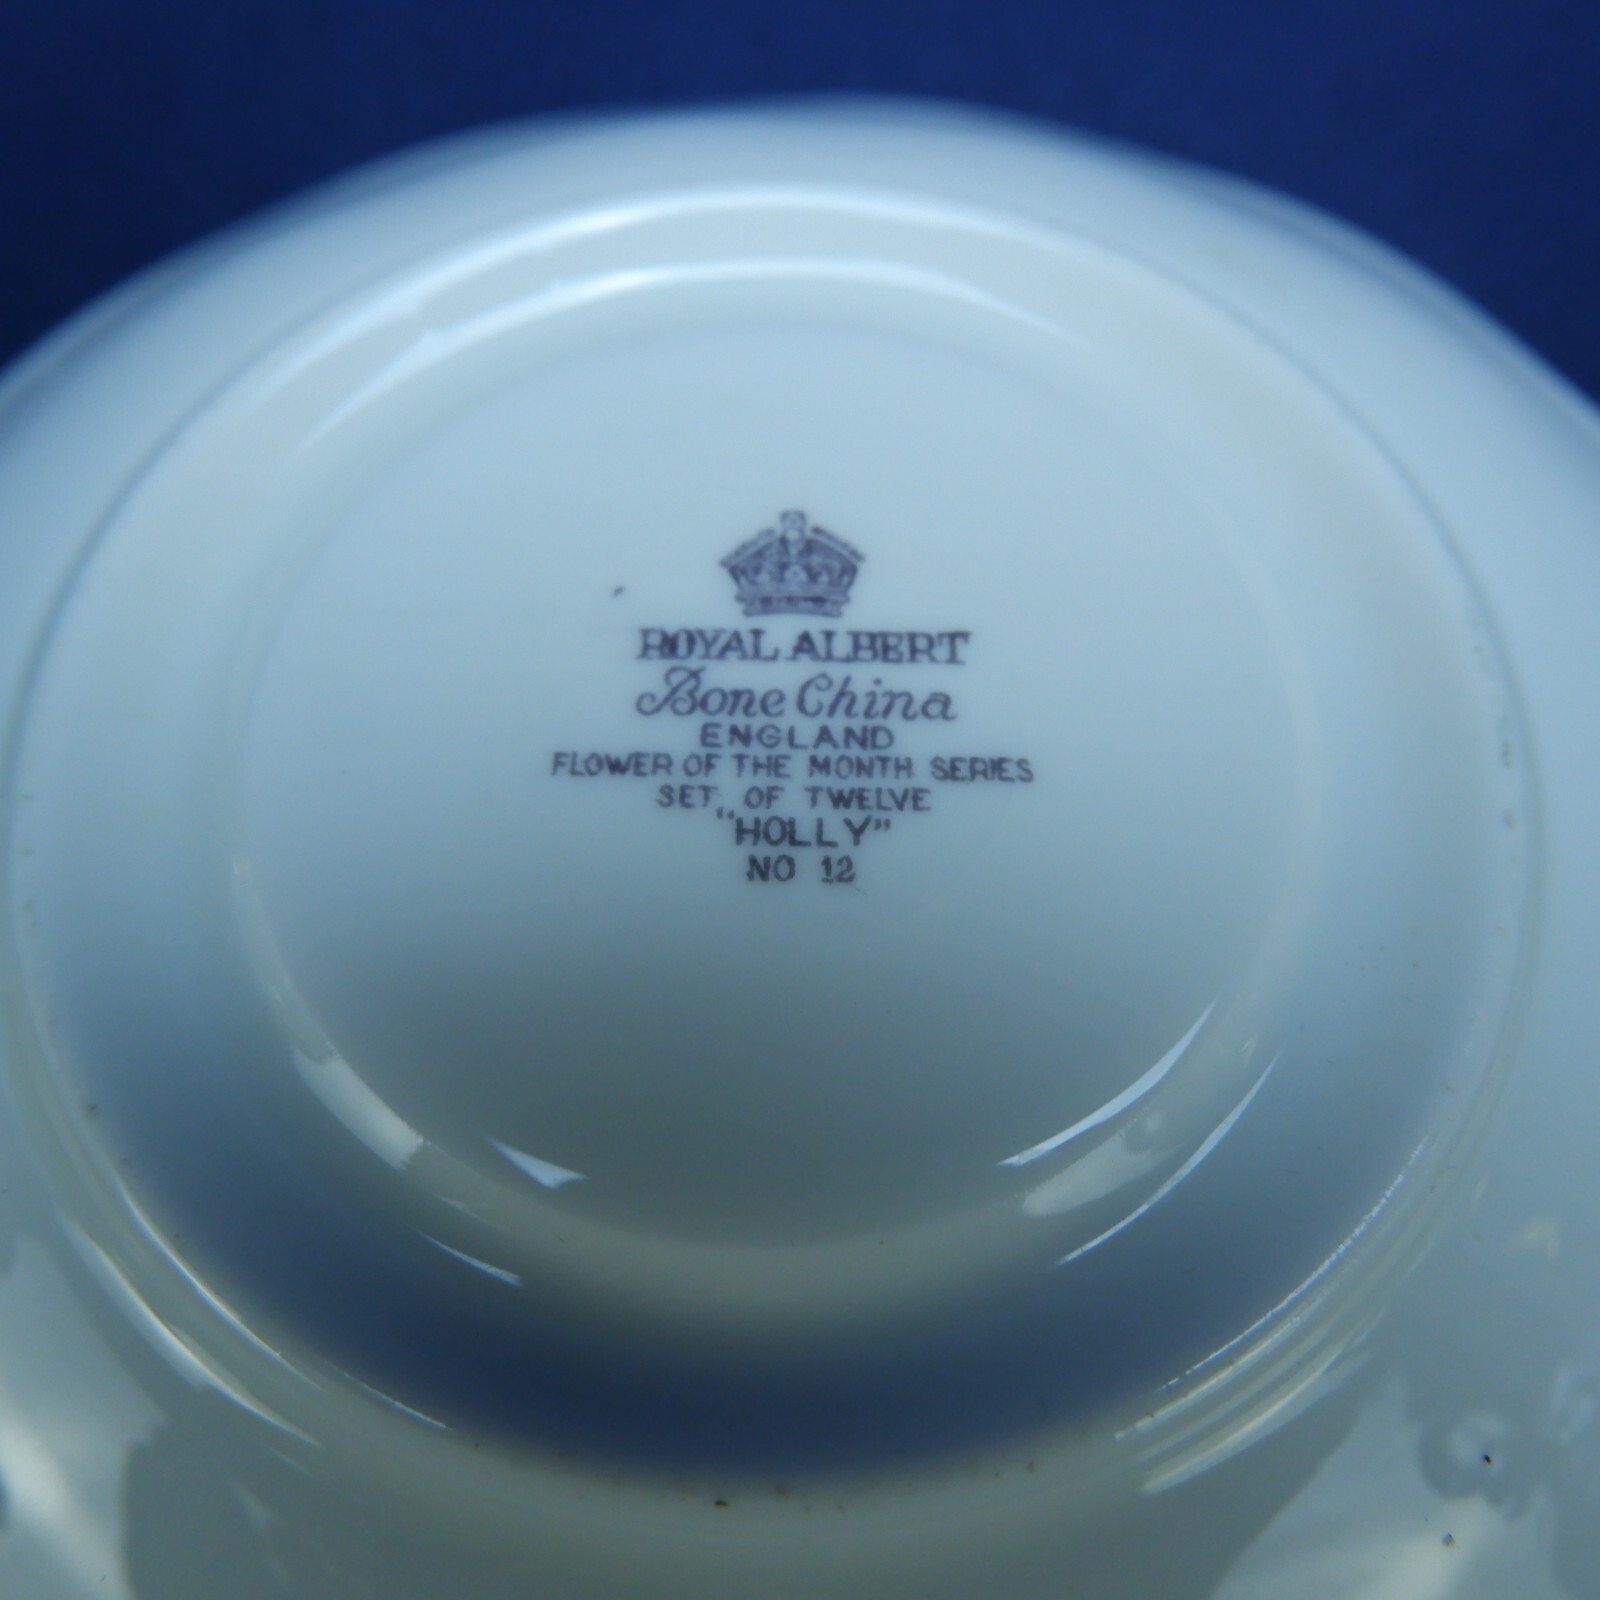 ROYAL ALBERT
Bone China
ENGLAND
FLOWER OF THE MONTH SERIES
SET OF TWELVE
"HOLLY"
NO 12